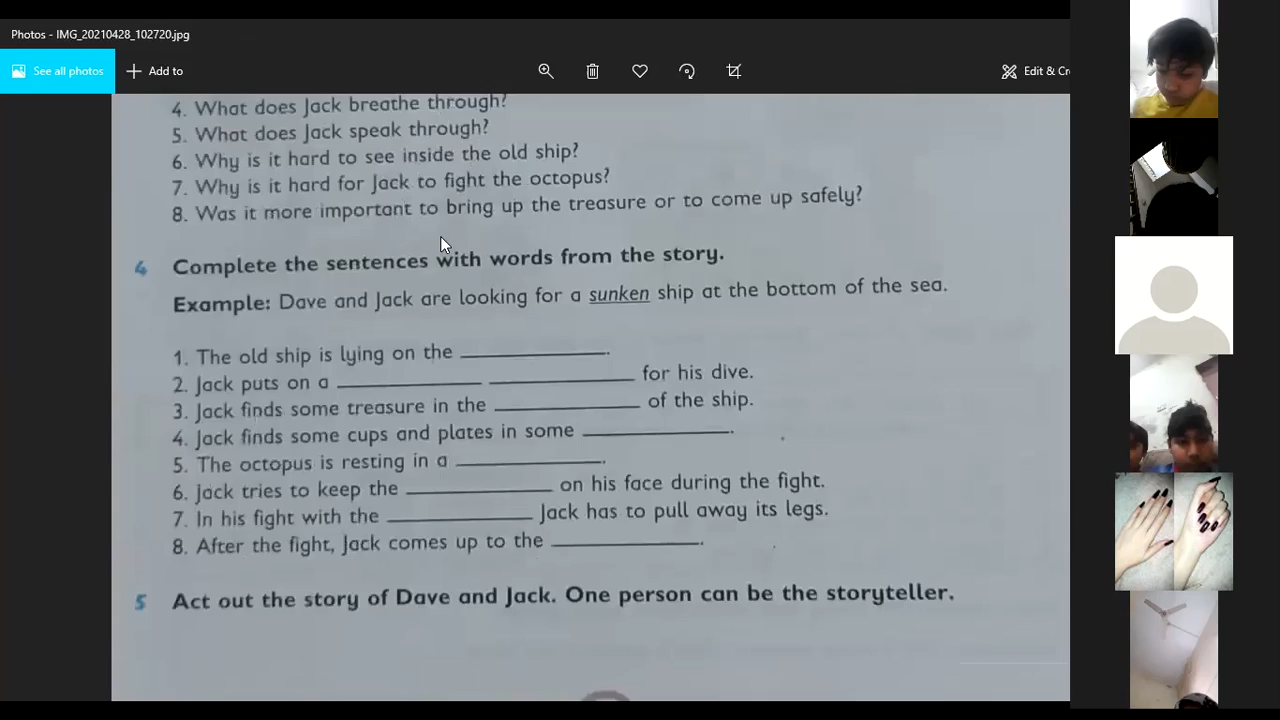 Photos - IMG_20210428_102720.jpg
See all photos
Add to
Edit & Cr
4. What does Jack breathe through?
5. What does Jack speak through?
6. Why is it hard to see inside the old ship?
7. Why is it hard for Jack to fight the octopus?
8. Was it more important to bring up the treasure or to come up safely?
4 Complete the sentences with words from the story.
Example: Dave and Jack are looking for a sunken ship at the bottom of the sea.
1. The old ship is lying on the ____________.
2. Jack puts on a ____________ ____________ for his dive.
3. Jack finds some treasure in the ____________ of the ship.
4. Jack finds some cups and plates in some ____________.
5. The octopus is resting in a ____________.
6. Jack tries to keep the ____________ on his face during the fight.
7. In his fight with the ____________ Jack has to pull away its legs.
8. After the fight, Jack comes up to the ____________.
5 Act out the story of Dave and Jack. One person can be the storyteller.